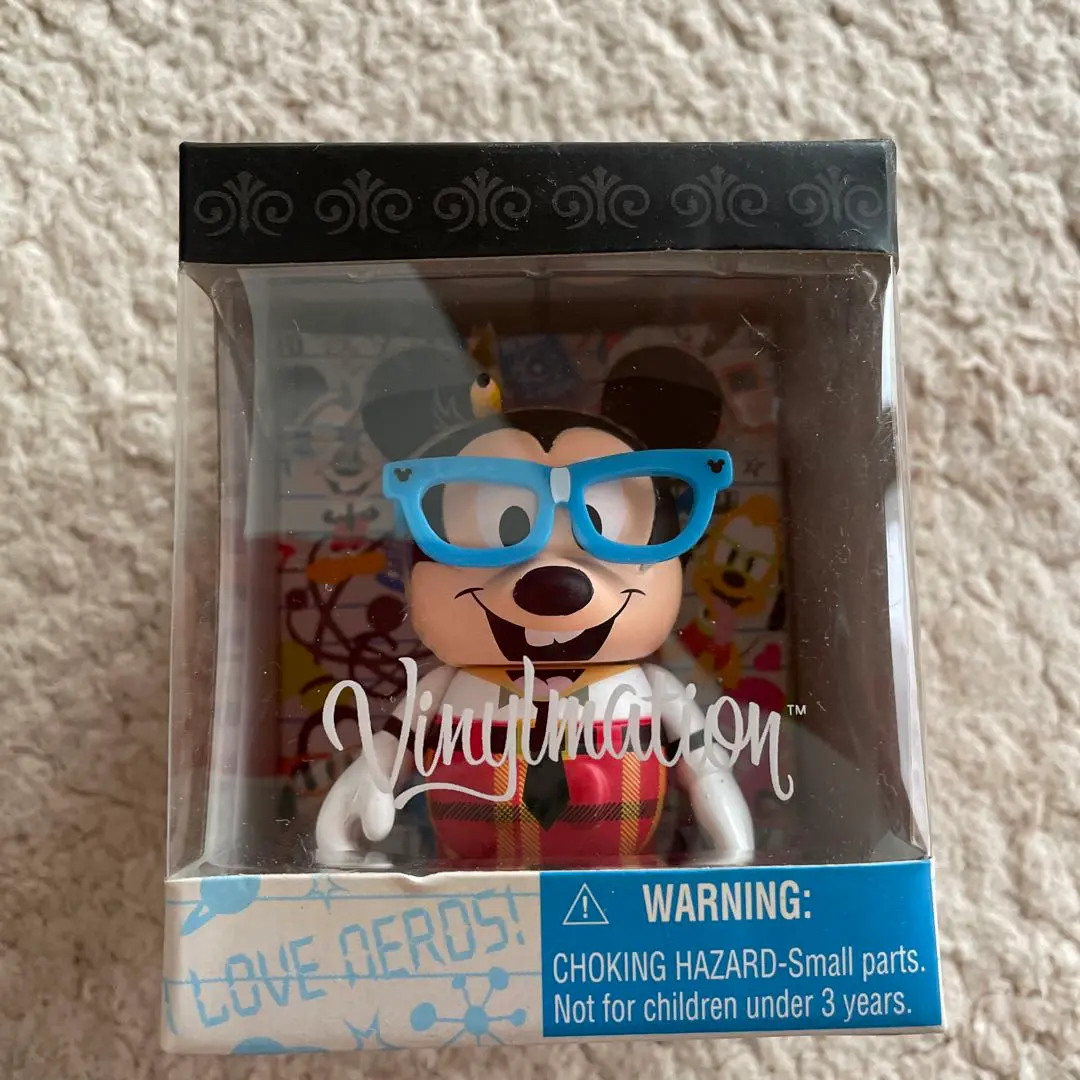 Vinylmation™
I LOVE NERDS!
WARNING:
CHOKING HAZARD-Small parts.
Not for children under 3 years.